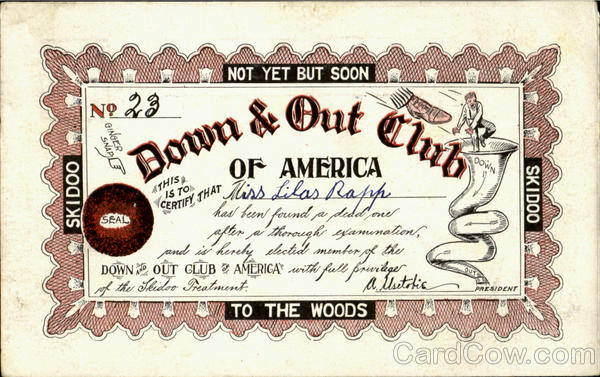 NOT YET BUT SOON
No 23
GINGER SNAP
Down & Out Club
OF AMERICA
THIS IS TO CERTIFY THAT Miss Lilas Rapp
has been found a dead one
after a thorough examination,
and is hereby elected member of the
DOWN AND OUT CLUB OF AMERICA with full privilege
of the Skidoo Treatment.
SEAL
SKIDOO
SKIDOO
DOWN
OUT
A. Usetobie
PRESIDENT
TO THE WOODS
CardCow.com